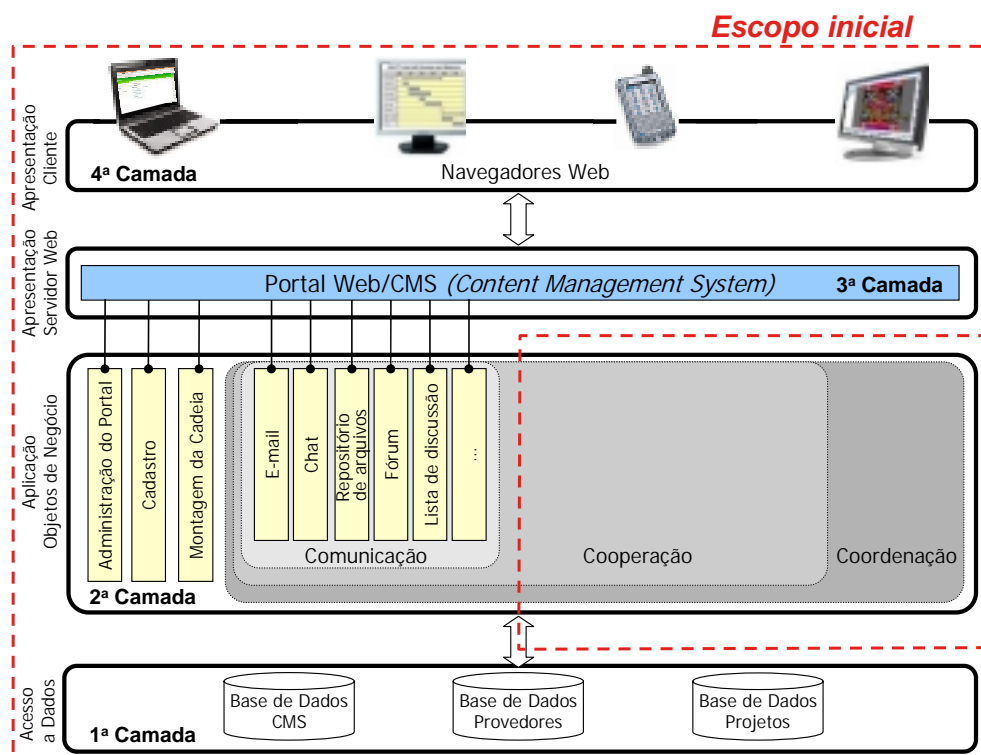 Escopo inicial
Apresentação
Cliente
4ª Camada
Navegadores Web
Apresentação
Servidor Web
Portal Web/CMS (Content Management System)
3ª Camada
Aplicação
Objetos de Negócio
Administração do Portal
Cadastro
Montagem da Cadeia
E-mail
Chat
Repositório
de arquivos
Fórum
Lista de discussão
...
Comunicação
Cooperação
Coordenação
2ª Camada
Acesso
a Dados
Base de Dados
CMS
Base de Dados
Provedores
Base de Dados
Projetos
1ª Camada